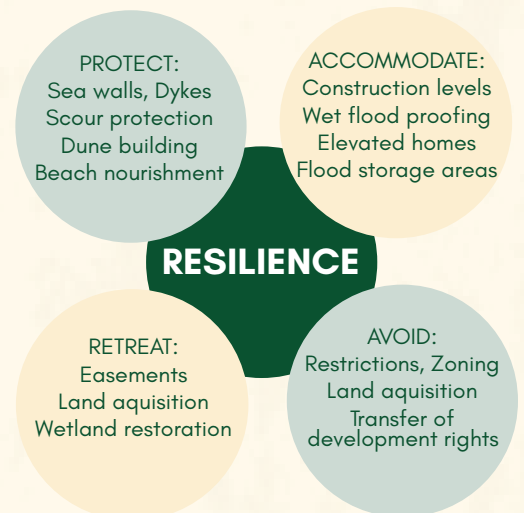 PROTECT:
Sea walls, Dykes
Scour protection
Dune building
Beach nourishment
ACCOMMODATE:
Construction levels
Wet flood proofing
Elevated homes
Flood storage areas
RESILIENCE
RETREAT:
Easements
Land aquisition
Wetland restoration
AVOID:
Restrictions, Zoning
Land aquisition
Transfer of
development rights